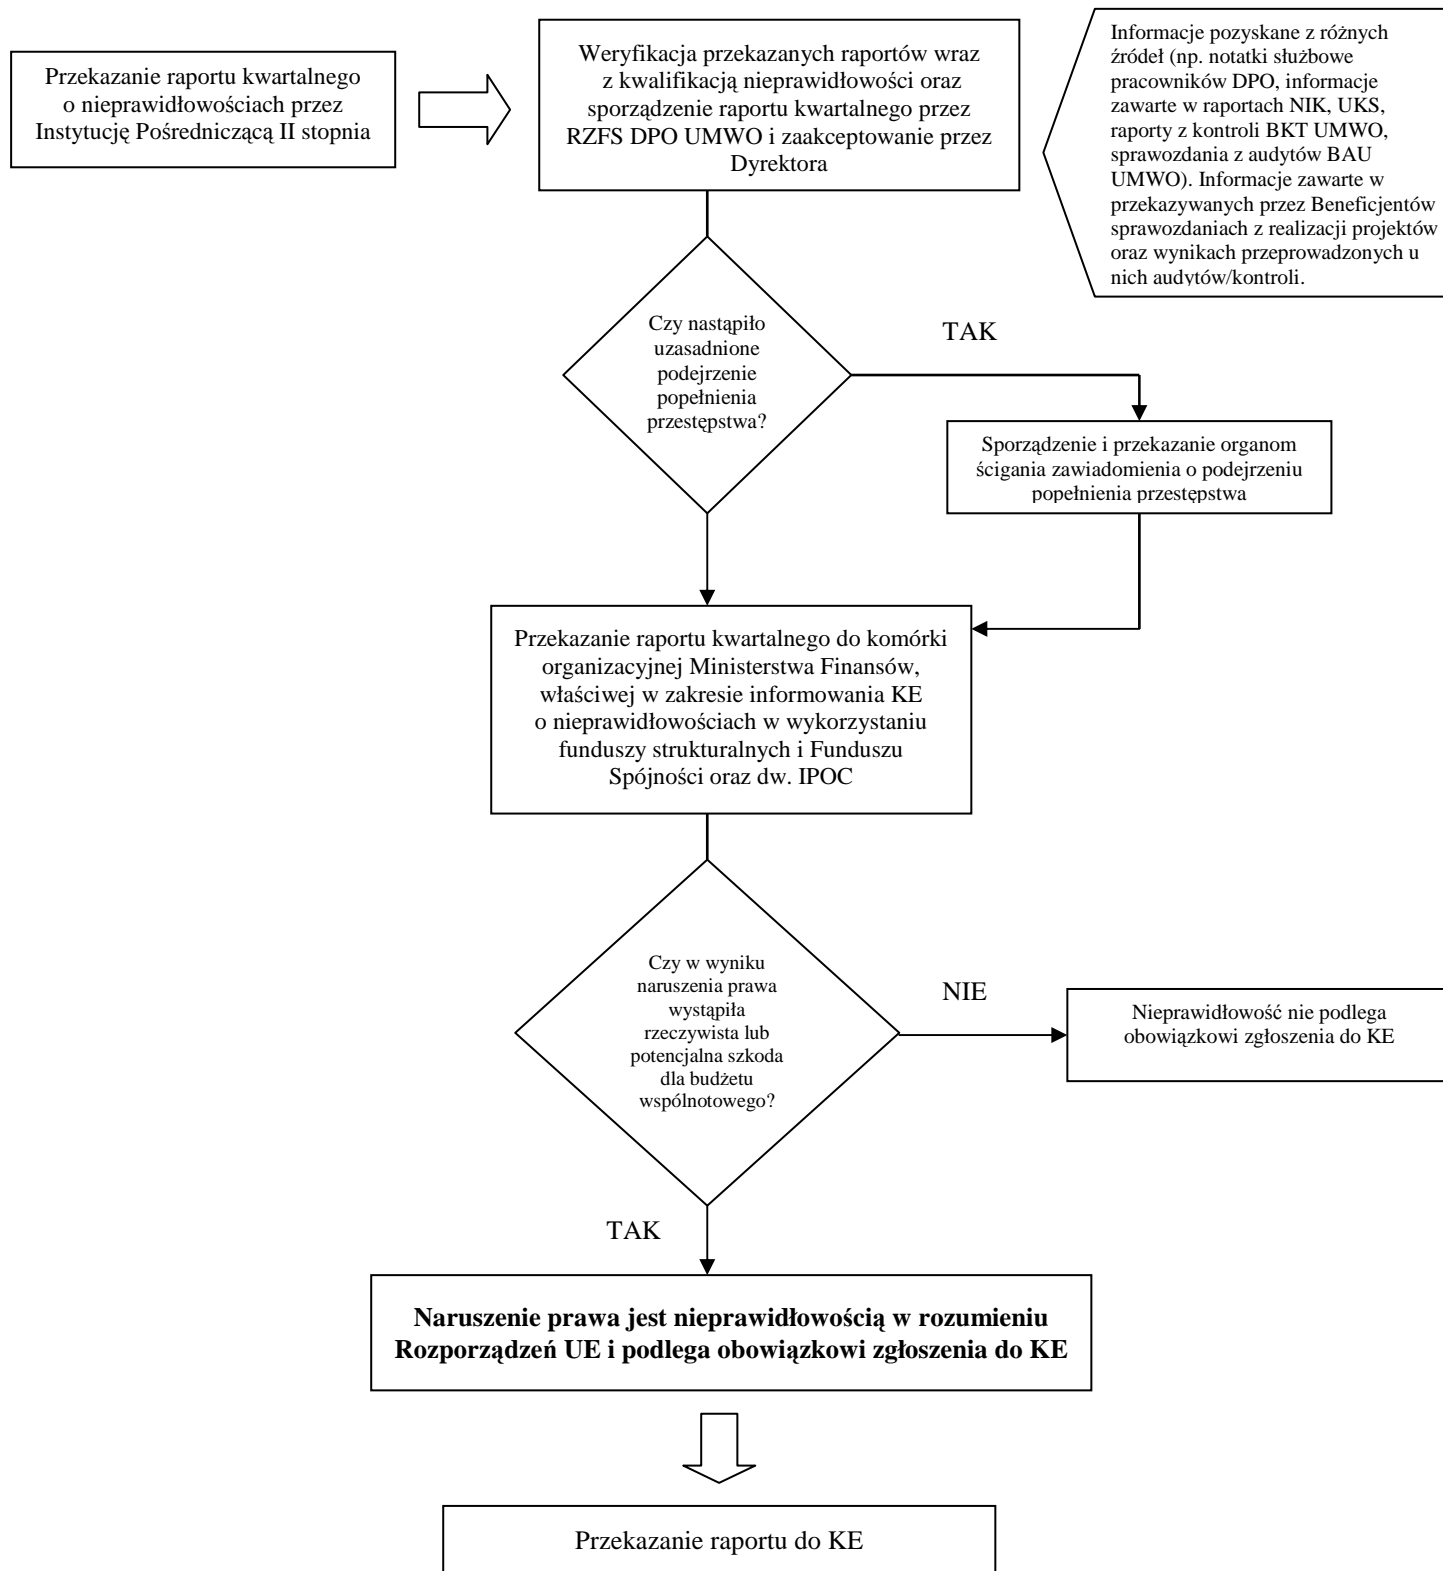 Przekazanie raportu kwartalnego
o nieprawidłowościach przez
Instytucję Pośredniczącą II stopnia
Weryfikacja przekazanych raportów wraz
z kwalifikacją nieprawidłowości oraz
sporządzenie raportu kwartalnego przez
RZFS DPO UMWO i zaakceptowanie przez
Dyrektora
Informacje pozyskane z różnych
źródeł (np. notatki służbowe
pracowników DPO, informacje
zawarte w raportach NIK, UKS,
raporty z kontroli BKT UMWO,
sprawozdania z audytów BAU
UMWO). Informacje zawarte w
przekazywanych przez Beneficjentów
sprawozdaniach z realizacji projektów
oraz wynikach przeprowadzonych u
nich audytów/kontroli.
Czy nastąpiło
uzasadnione
podejrzenie
popełnienia
przestępstwa?
TAK
Sporządzenie i przekazanie organom
ścigania zawiadomienia o podejrzeniu
popełnienia przestępstwa
Przekazanie raportu kwartalnego do komórki
organizacyjnej Ministerstwa Finansów,
właściwej w zakresie informowania KE
o nieprawidłowościach w wykorzystaniu
funduszy strukturalnych i Funduszu
Spójności oraz dw. IPOC
Czy w wyniku
naruszenia prawa
wystąpiła
rzeczywista lub
potencjalna szkoda
dla budżetu
wspólnotowego?
NIE
Nieprawidłowość nie podlega
obowiązkowi zgłoszenia do KE
TAK
Naruszenie prawa jest nieprawidłowością w rozumieniu
Rozporządzeń UE i podlega obowiązkowi zgłoszenia do KE
Przekazanie raportu do KE